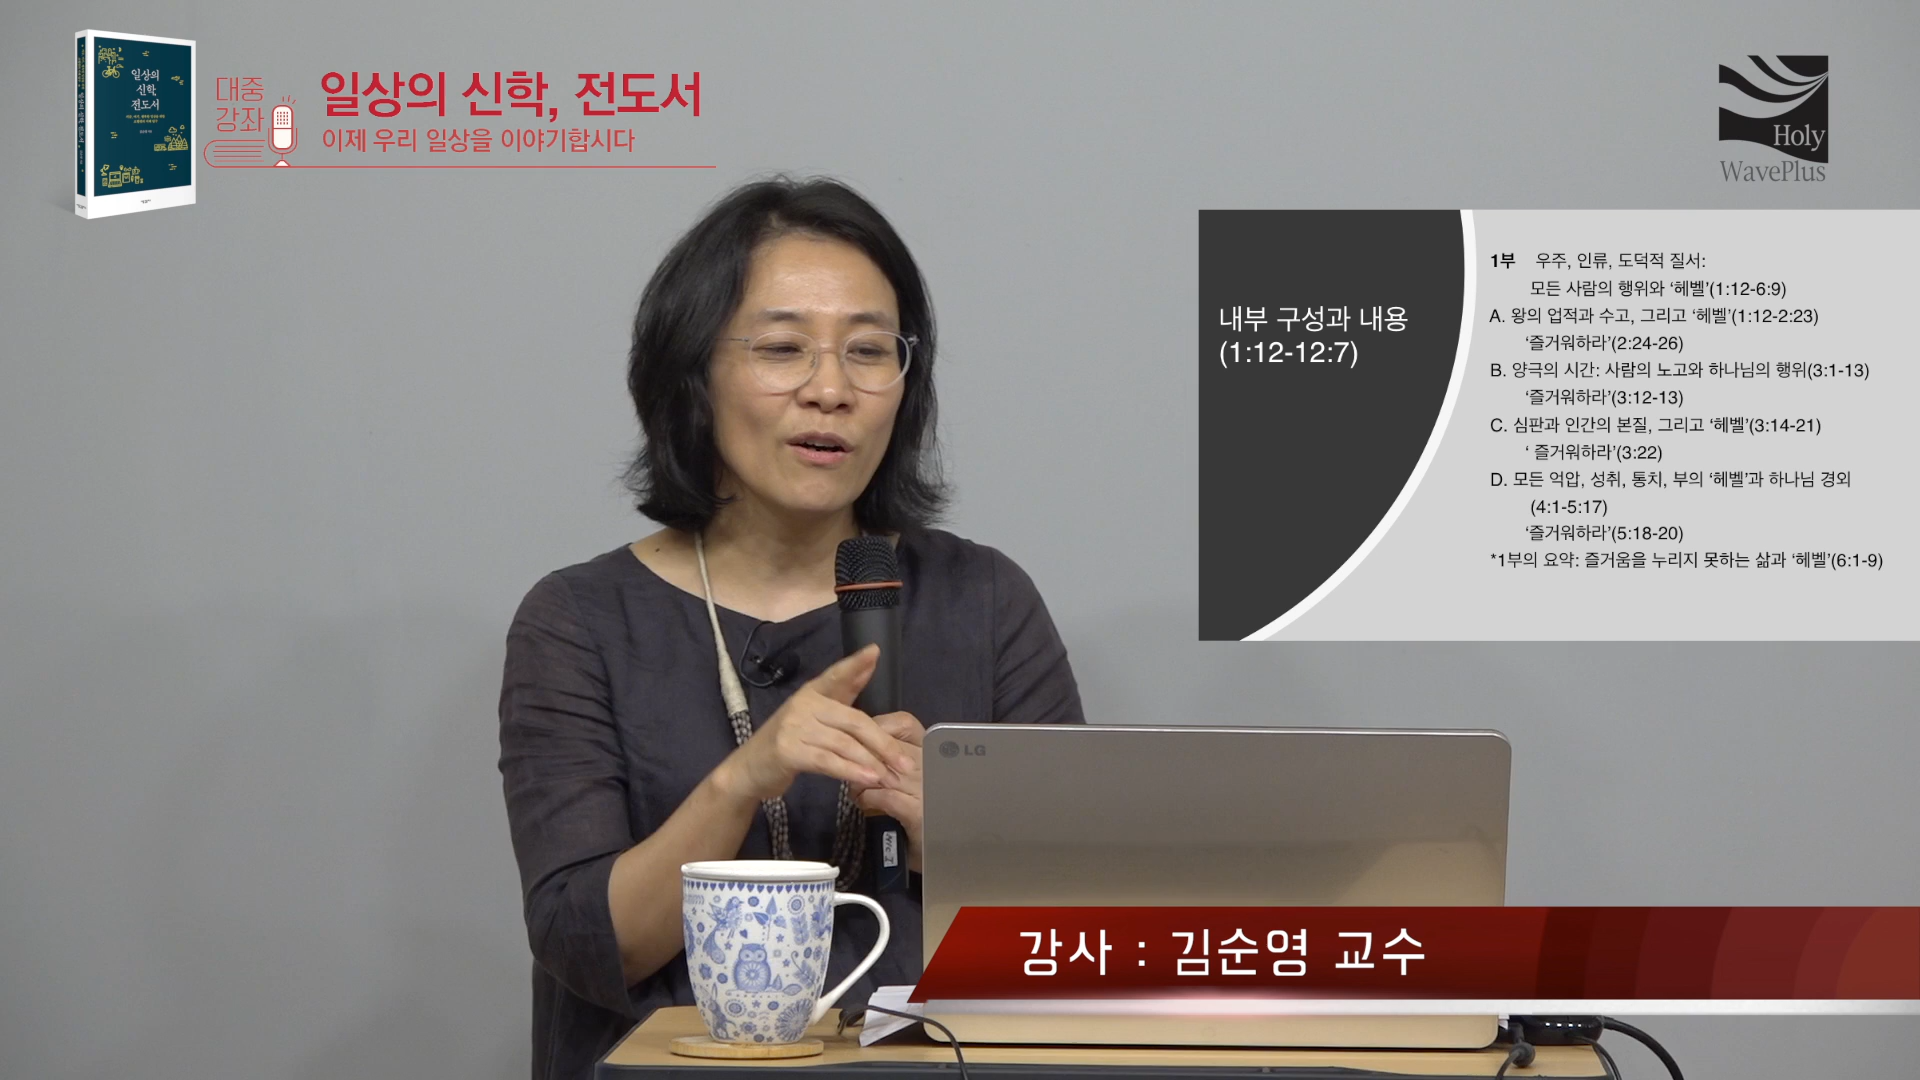 일상의
신학,
전도서
대중
강좌
일상의 신학, 전도서
이제 우리 일상을 이야기합시다
Holy
WavePlus
내부 구성과 내용
(1:12-12:7)
1부 우주, 인류, 도덕적 질서:
모든 사람의 행위와 ‘헤벨’(1:12-6:9)
A. 왕의 업적과 수고, 그리고 ‘헤벨’(1:12-2:23)
‘즐거워하라’(2:24-26)
B. 양극의 시간: 사람의 노고와 하나님의 행위(3:1-13)
‘즐거워하라’(3:12-13)
C. 심판과 인간의 본질, 그리고 ‘헤벨’(3:14-21)
‘ 즐거워하라’(3:22)
D. 모든 억압, 성취, 통치, 부의 ‘헤벨’과 하나님 경외
(4:1-5:17)
‘즐거워하라’(5:18-20)
*1부의 요약: 즐거움을 누리지 못하는 삶과 ‘헤벨’(6:1-9)
LG
강사 : 김순영 교수